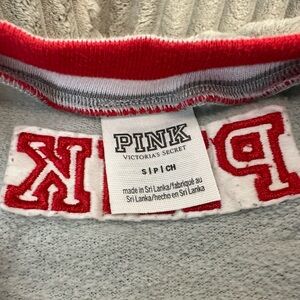 PINK
VICTORIA'S SECRET
S | P | CH
made in Sri Lanka/fabriqué au
Sri Lanka/hecho en Sri Lanka
K P